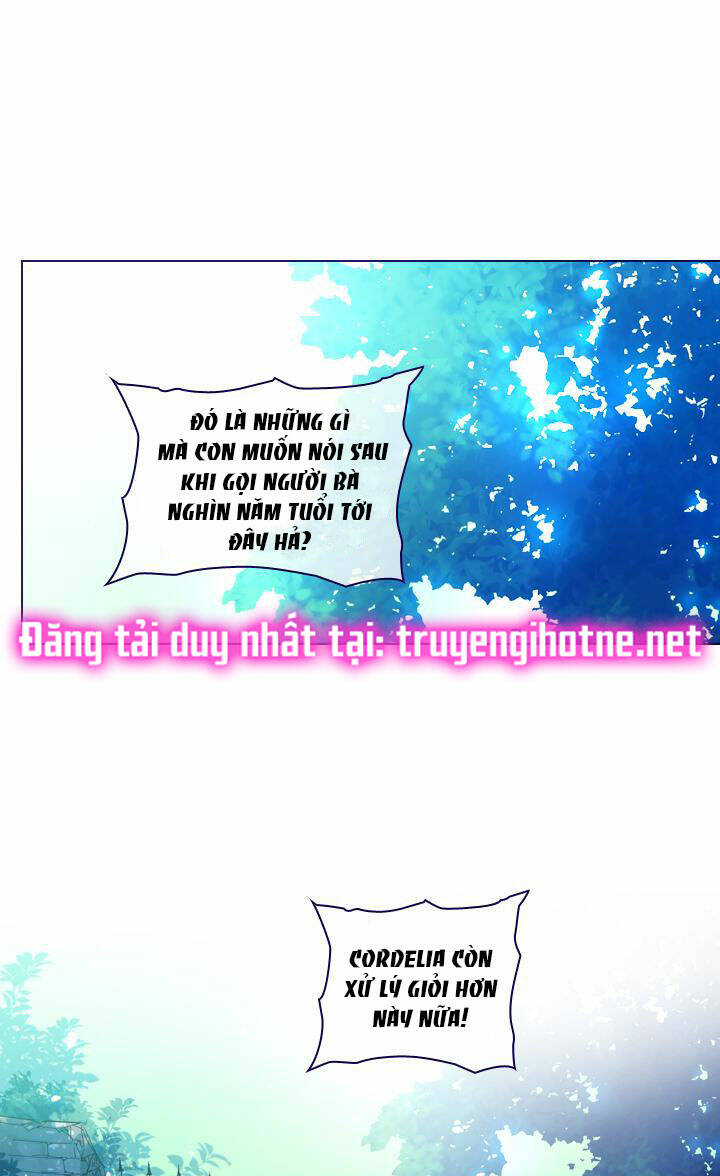 ĐÓ LÀ NHỮNG GÌ
MÀ CON MUỐN NÓI SAU
KHI GỌI NGƯỜI BÀ
NGHÌN NĂM TUỔI TỚI
ĐÂY HẢ?
Đăng tải duy nhất tại: truyengihotne.net
CORDELIA CÒN
XỬ LÝ GIỎI HƠN
NÀY NỮA!